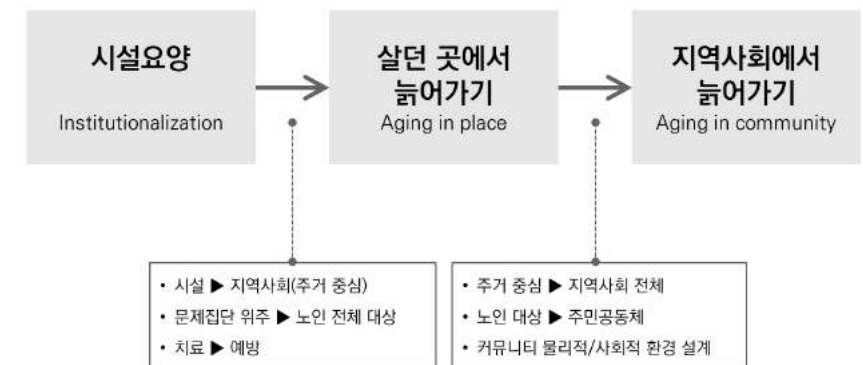 시설요양
Institutionalization
살던 곳에서
늙어가기
Aging in place
지역사회에서
늙어가기
Aging in community
• 시설 ▶ 지역사회(주거 중심)
• 문제집단 위주 ▶ 노인 전체 대상
• 치료 ▶ 예방
• 주거 중심 ▶ 지역사회 전체
• 노인 대상 ▶ 주민공동체
• 커뮤니티 물리적/사회적 환경 설계